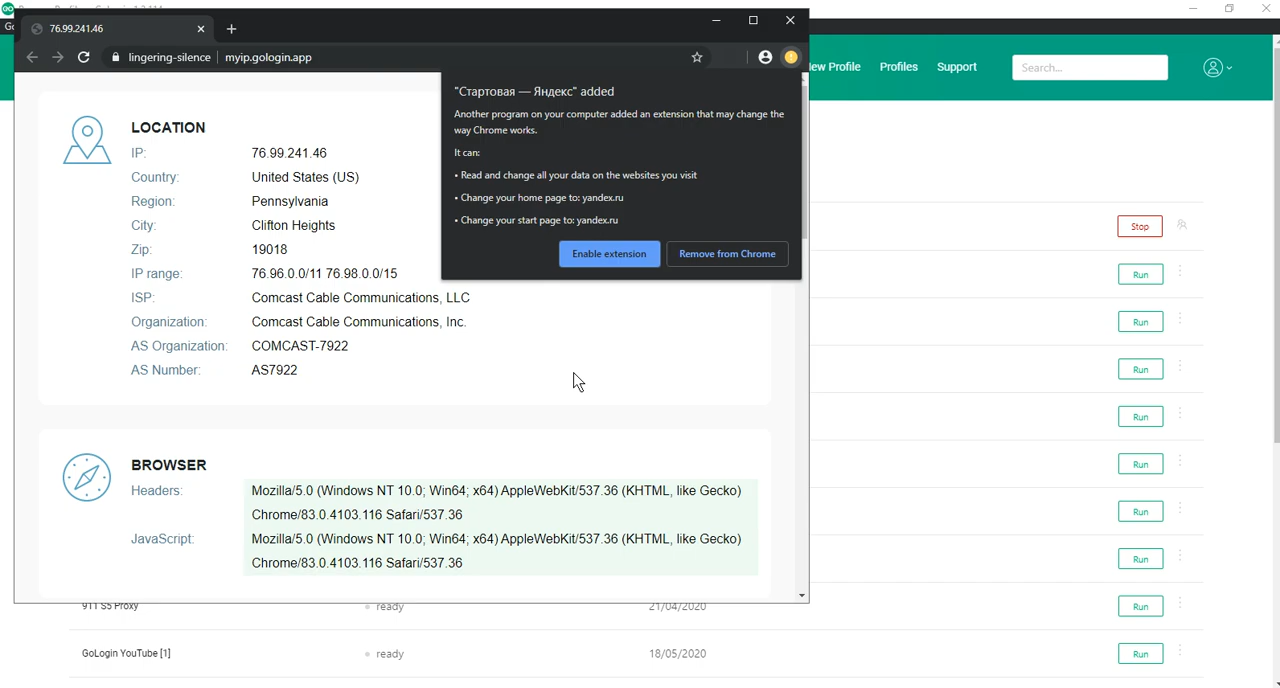 76.99.241.46
lingering-silence
myip.gologin.app
New Profile
Profiles
Support
Search...
LOCATION
IP: 76.99.241.46
Country: United States (US)
Region: Pennsylvania
City: Clifton Heights
Zip: 19018
IP range: 76.96.0.0/11 76.98.0.0/15
ISP: Comcast Cable Communications, LLC
Organization: Comcast Cable Communications, Inc.
AS Organization: COMCAST-7922
AS Number: AS7922
"Стартовая — Яндекс" added
Another program on your computer added an extension that may change the
way Chrome works.
It can:
• Read and change all your data on the websites you visit
• Change your home page to: yandex.ru
• Change your start page to: yandex.ru
Enable extension
Remove from Chrome
BROWSER
Headers: Mozilla/5.0 (Windows NT 10.0; Win64; x64) AppleWebKit/537.36 (KHTML, like Gecko)
Chrome/83.0.4103.116 Safari/537.36
JavaScript: Mozilla/5.0 (Windows NT 10.0; Win64; x64) AppleWebKit/537.36 (KHTML, like Gecko)
Chrome/83.0.4103.116 Safari/537.36
Stop
Run
Run
Run
Run
Run
Run
Run
911 S5 Proxy ready 21/04/2020 Run
GoLogin YouTube [1] ready 18/05/2020 Run